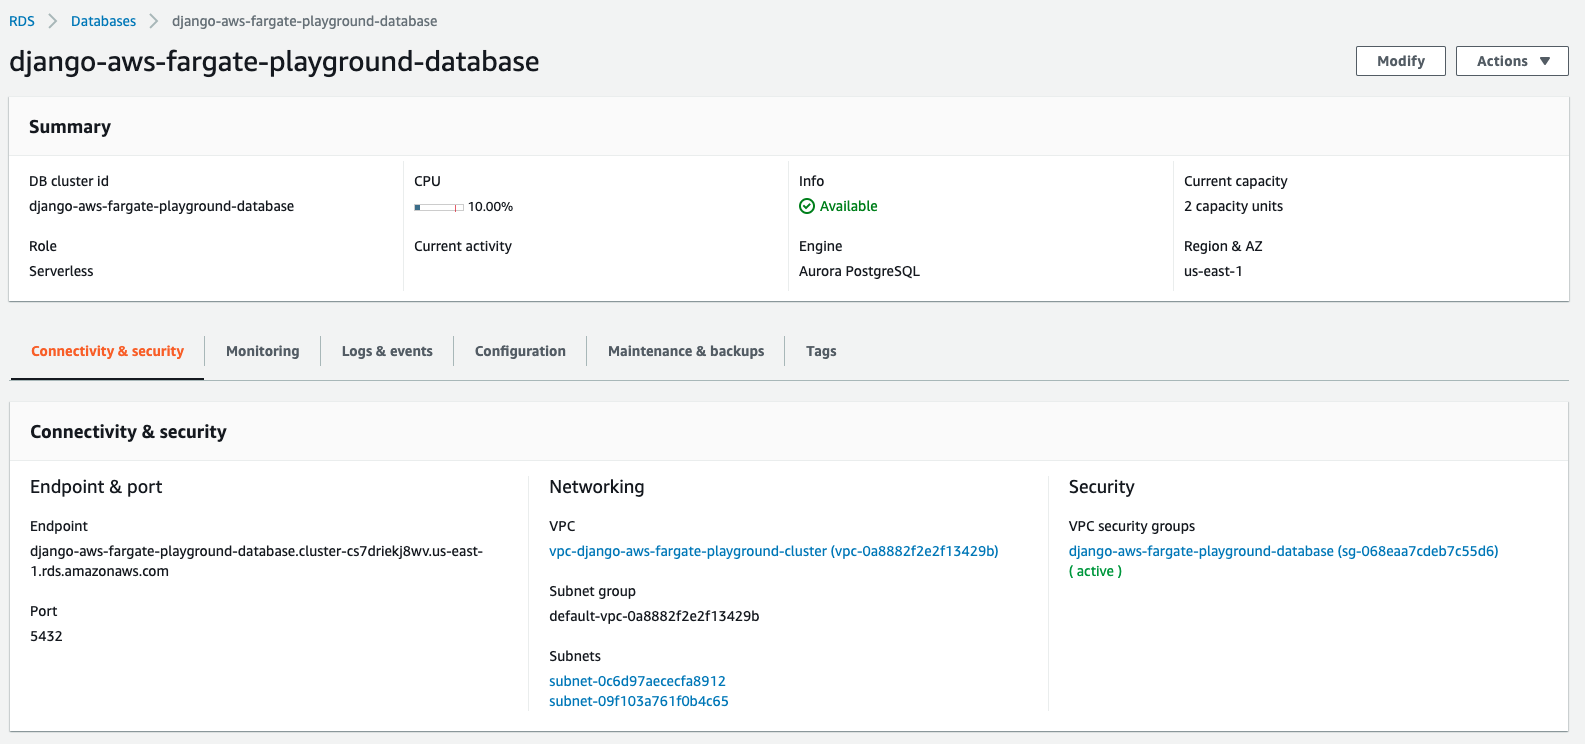 RDS > Databases > django-aws-fargate-playground-database
django-aws-fargate-playground-database
Modify
Actions ▼
Summary
DB cluster id
django-aws-fargate-playground-database
CPU
10.00%
Info
Available
Current capacity
2 capacity units
Role
Serverless
Current activity
Engine
Aurora PostgreSQL
Region & AZ
us-east-1
Connectivity & security
Monitoring
Logs & events
Configuration
Maintenance & backups
Tags
Connectivity & security
Endpoint & port
Endpoint
django-aws-fargate-playground-database.cluster-cs7driekj8wv.us-east-
1.rds.amazonaws.com
Port
5432
Networking
VPC
vpc-django-aws-fargate-playground-cluster (vpc-0a8882f2e2f13429b)
Subnet group
default-vpc-0a8882f2e2f13429b
Subnets
subnet-0c6d97aececfa8912
subnet-09f103a761f0b4c65
Security
VPC security groups
django-aws-fargate-playground-database (sg-068eaa7cdeb7c55d6)
( active )